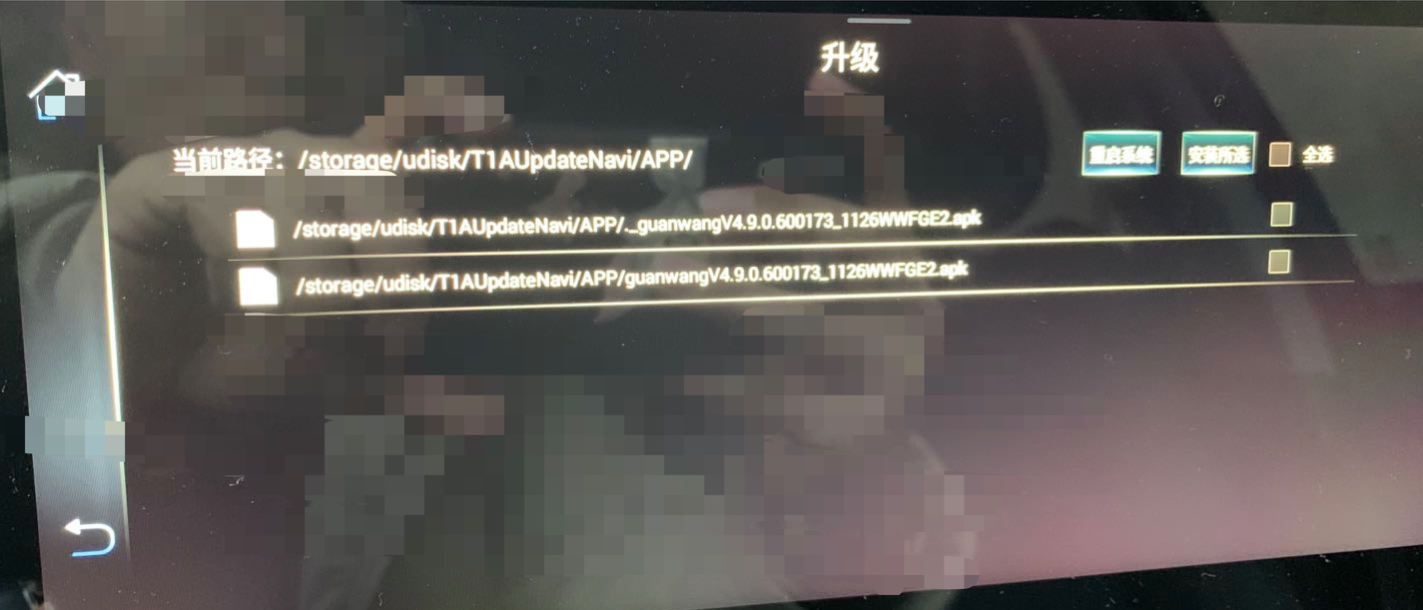 升级
当前路径：/storage/udisk/T1AUpdateNavi/APP/
重启系统 安装所选 全选
/storage/udisk/T1AUpdateNavi/APP/._guanwangV4.9.0.600173_1126WWFGE2.apk
/storage/udisk/T1AUpdateNavi/APP/guanwangV4.9.0.600173_1126WWFGE2.apk